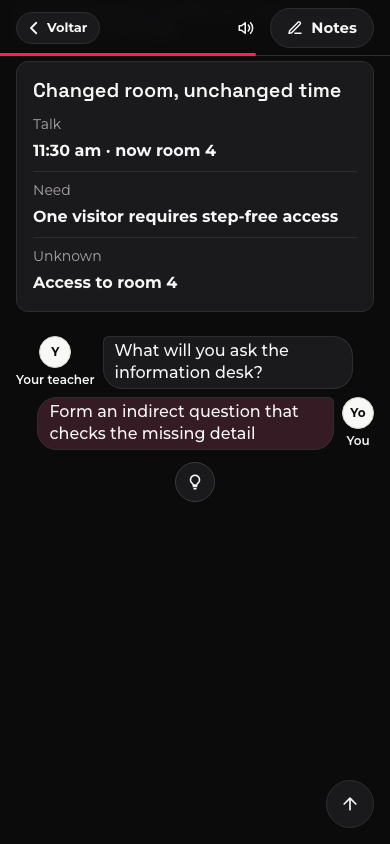 Voltar
Notes
Changed room, unchanged time
Talk
11:30 am · now room 4
Need
One visitor requires step-free access
Unknown
Access to room 4
Y
Your teacher
What will you ask the
information desk?
Form an indirect question that
checks the missing detail
Yo
You